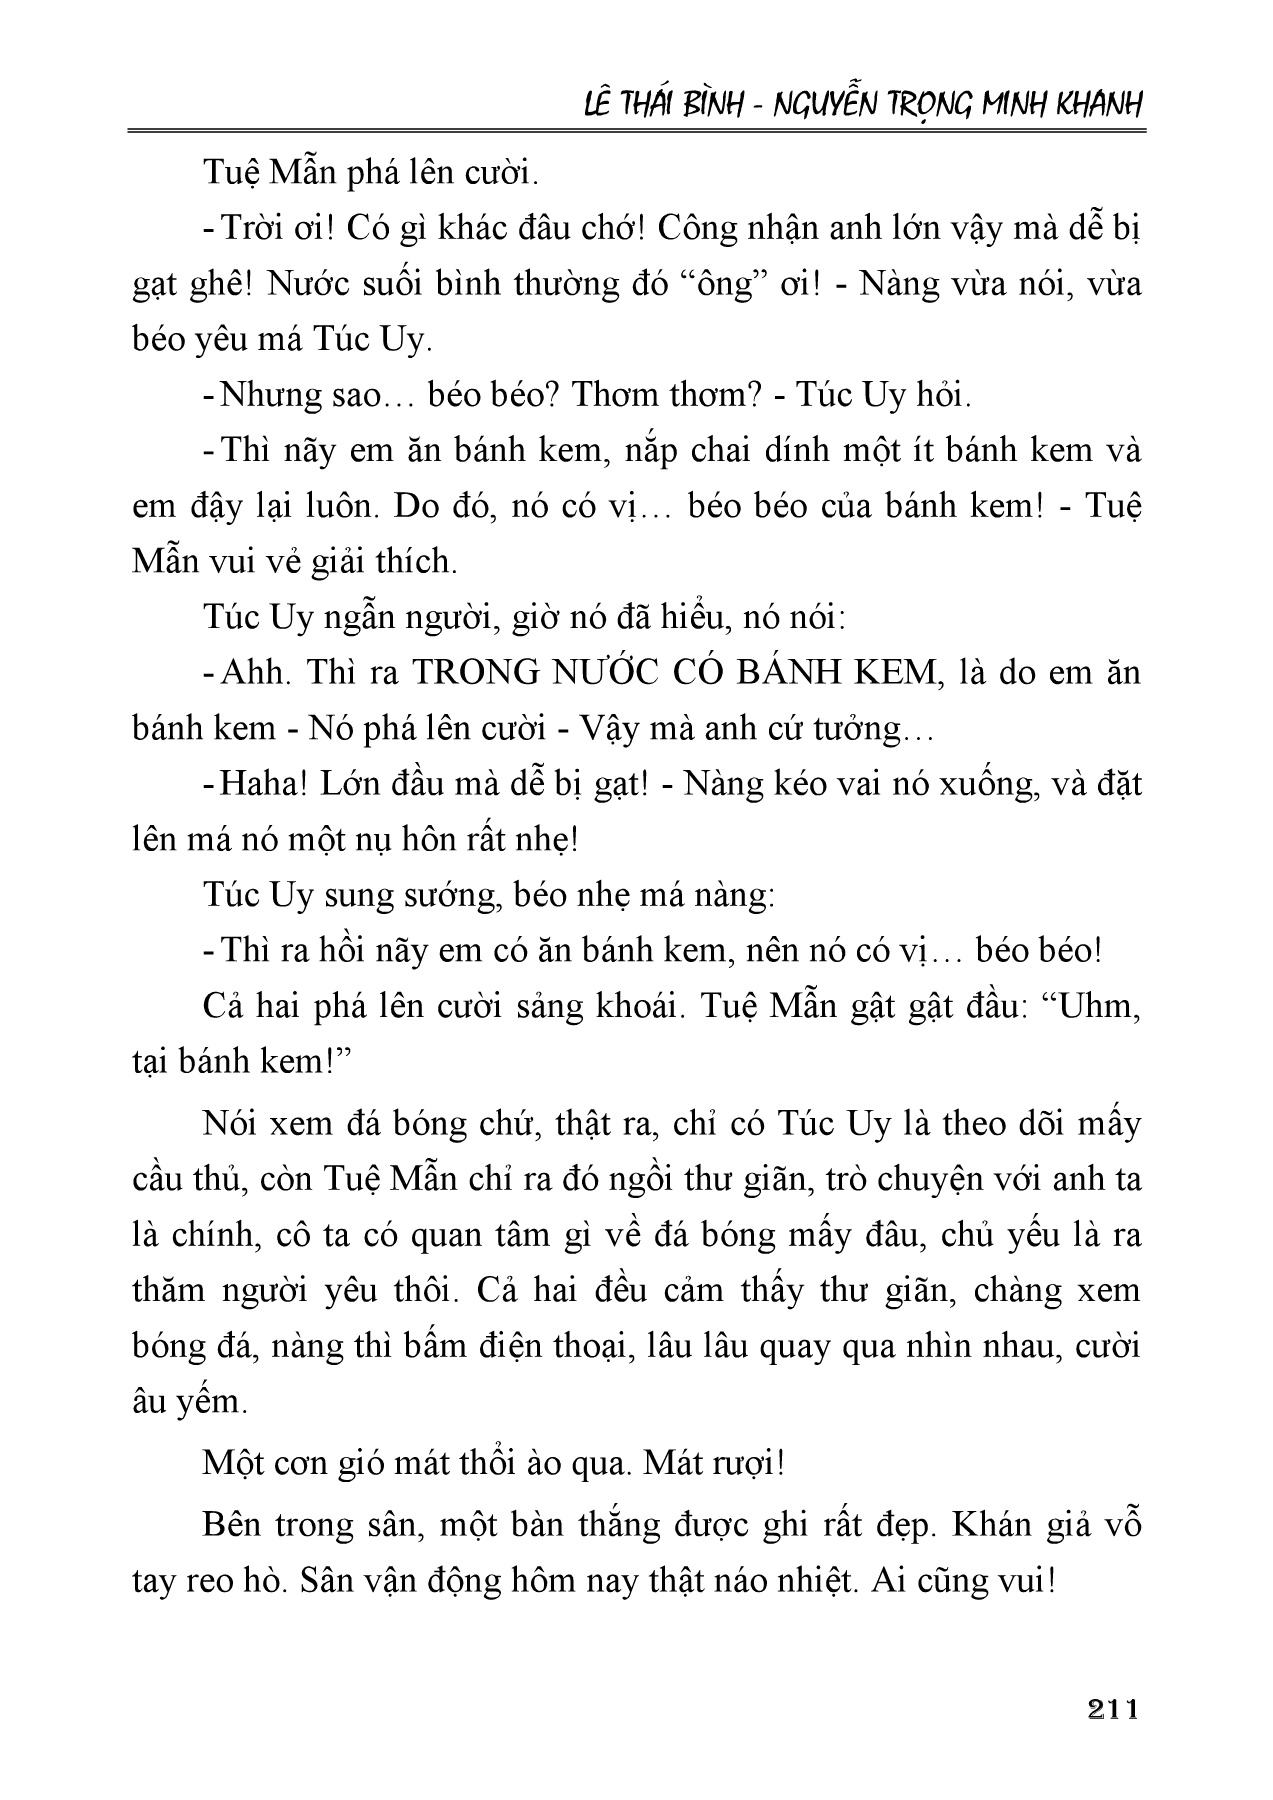 LÊ THÁI BÌNH - NGUYỄN TRỌNG MINH KHANH
Tuệ Mẫn phá lên cười.
- Trời ơi! Có gì khác đâu chớ! Công nhận anh lớn vậy mà dễ bị
gạt ghê! Nước suối bình thường đó “ông” ơi! - Nàng vừa nói, vừa
béo yêu má Túc Uy.
- Nhưng sao… béo béo? Thơm thơm? - Túc Uy hỏi.
- Thì nãy em ăn bánh kem, nắp chai dính một ít bánh kem và
em đậy lại luôn. Do đó, nó có vị… béo béo của bánh kem! - Tuệ
Mẫn vui vẻ giải thích.
Túc Uy ngẫn người, giờ nó đã hiểu, nó nói:
- Ahh. Thì ra TRONG NƯỚC CÓ BÁNH KEM, là do em ăn
bánh kem - Nó phá lên cười - Vậy mà anh cứ tưởng…
- Haha! Lớn đầu mà dễ bị gạt! - Nàng kéo vai nó xuống, và đặt
lên má nó một nụ hôn rất nhẹ!
Túc Uy sung sướng, béo nhẹ má nàng:
- Thì ra hồi nãy em có ăn bánh kem, nên nó có vị… béo béo!
Cả hai phá lên cười sảng khoái. Tuệ Mẫn gật gật đầu: “Uhm,
tại bánh kem!”
Nói xem đá bóng chứ, thật ra, chỉ có Túc Uy là theo dõi mấy
cầu thủ, còn Tuệ Mẫn chỉ ra đó ngồi thư giãn, trò chuyện với anh ta
là chính, cô ta có quan tâm gì về đá bóng mấy đâu, chủ yếu là ra
thăm người yêu thôi. Cả hai đều cảm thấy thư giãn, chàng xem
bóng đá, nàng thì bấm điện thoại, lâu lâu quay qua nhìn nhau, cười
âu yếm.
Một cơn gió mát thổi ào qua. Mát rượi!
Bên trong sân, một bàn thắng được ghi rất đẹp. Khán giả vỗ
tay reo hò. Sân vận động hôm nay thật náo nhiệt. Ai cũng vui!
211